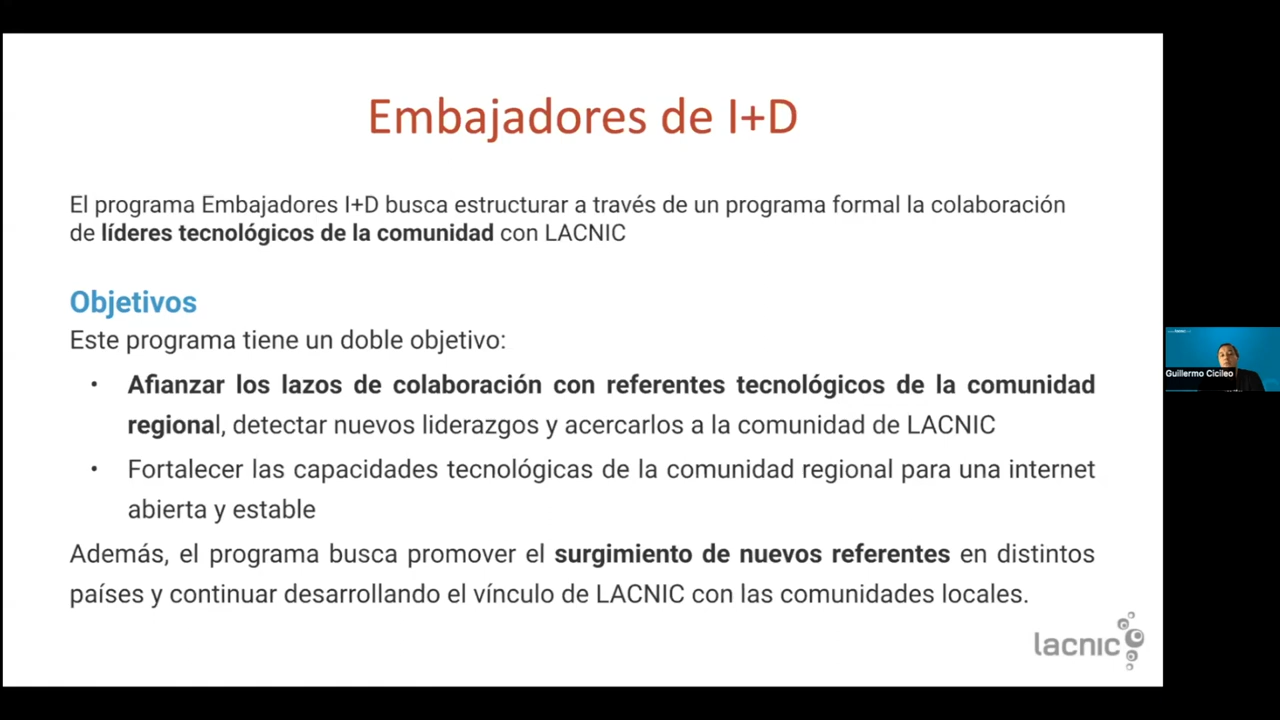 Embajadores de I+D
El programa Embajadores I+D busca estructurar a través de un programa formal la colaboración
de líderes tecnológicos de la comunidad con LACNIC
Objetivos
Este programa tiene un doble objetivo:
• Afianzar los lazos de colaboración con referentes tecnológicos de la comunidad
regional, detectar nuevos liderazgos y acercarlos a la comunidad de LACNIC
• Fortalecer las capacidades tecnológicas de la comunidad regional para una internet
abierta y estable
Además, el programa busca promover el surgimiento de nuevos referentes en distintos
países y continuar desarrollando el vínculo de LACNIC con las comunidades locales.
lacnic
Guillermo Cicileo